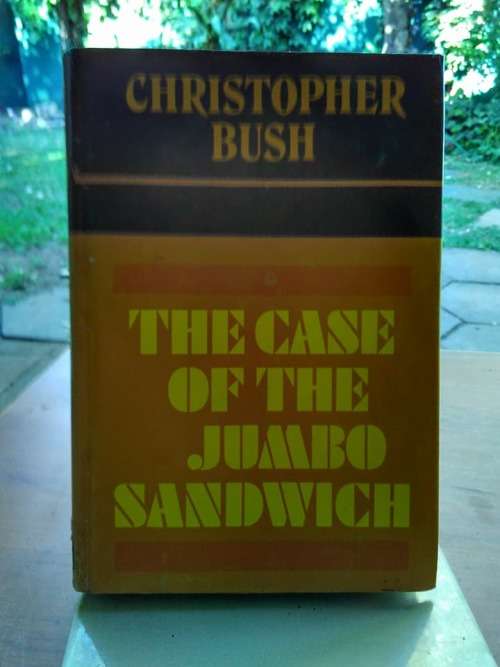 CHRISTOPHER
BUSH
THE CASE
OF THE
JUMBO
SANDWICH